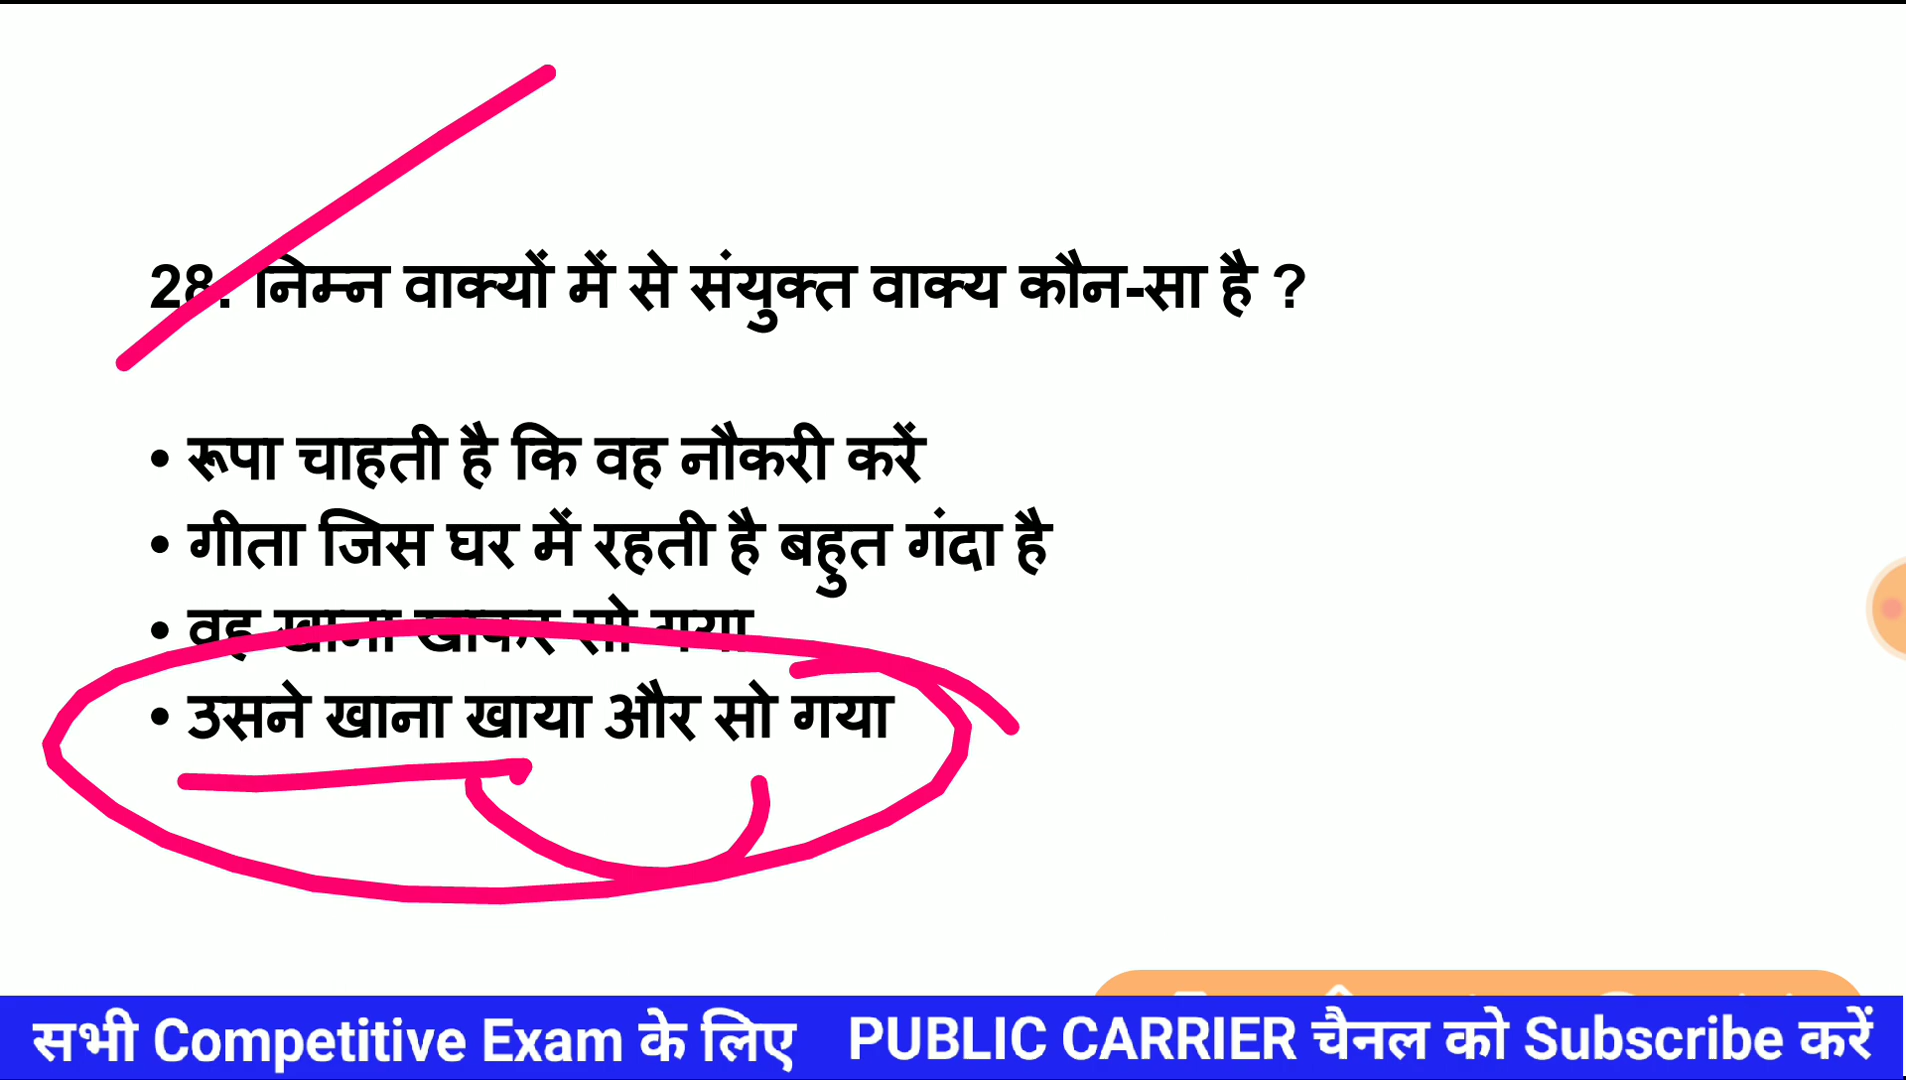 28. निम्न वाक्यों में से संयुक्त वाक्य कौन-सा है ?
• रूपा चाहती है कि वह नौकरी करें
• गीता जिस घर में रहती है बहुत गंदा है
• वह खाना खाकर सो गया
• उसने खाना खाया और सो गया
सभी Competitive Exam के लिए PUBLIC CARRIER चैनल को Subscribe करें